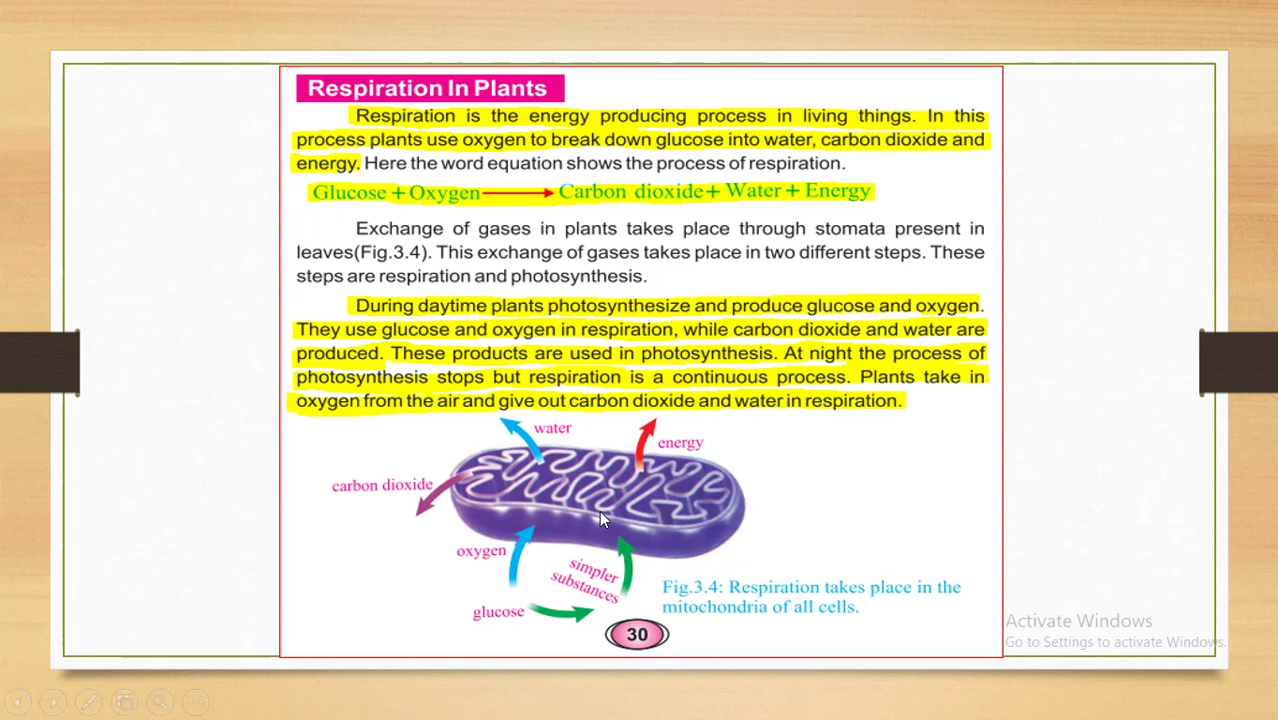 Respiration In Plants
Respiration is the energy producing process in living things. In this
process plants use oxygen to break down glucose into water, carbon dioxide and
energy. Here the word equation shows the process of respiration.
Glucose + Oxygen → Carbon dioxide + Water + Energy
Exchange of gases in plants takes place through stomata present in
leaves(Fig.3.4). This exchange of gases takes place in two different steps. These
steps are respiration and photosynthesis.
During daytime plants photosynthesize and produce glucose and oxygen.
They use glucose and oxygen in respiration, while carbon dioxide and water are
produced. These products are used in photosynthesis. At night the process of
photosynthesis stops but respiration is a continuous process. Plants take in
oxygen from the air and give out carbon dioxide and water in respiration.
water
energy
carbon dioxide
oxygen
simpler
substances
glucose
Fig.3.4: Respiration takes place in the
mitochondria of all cells.
30
Activate Windows
Go to Settings to activate Windows.